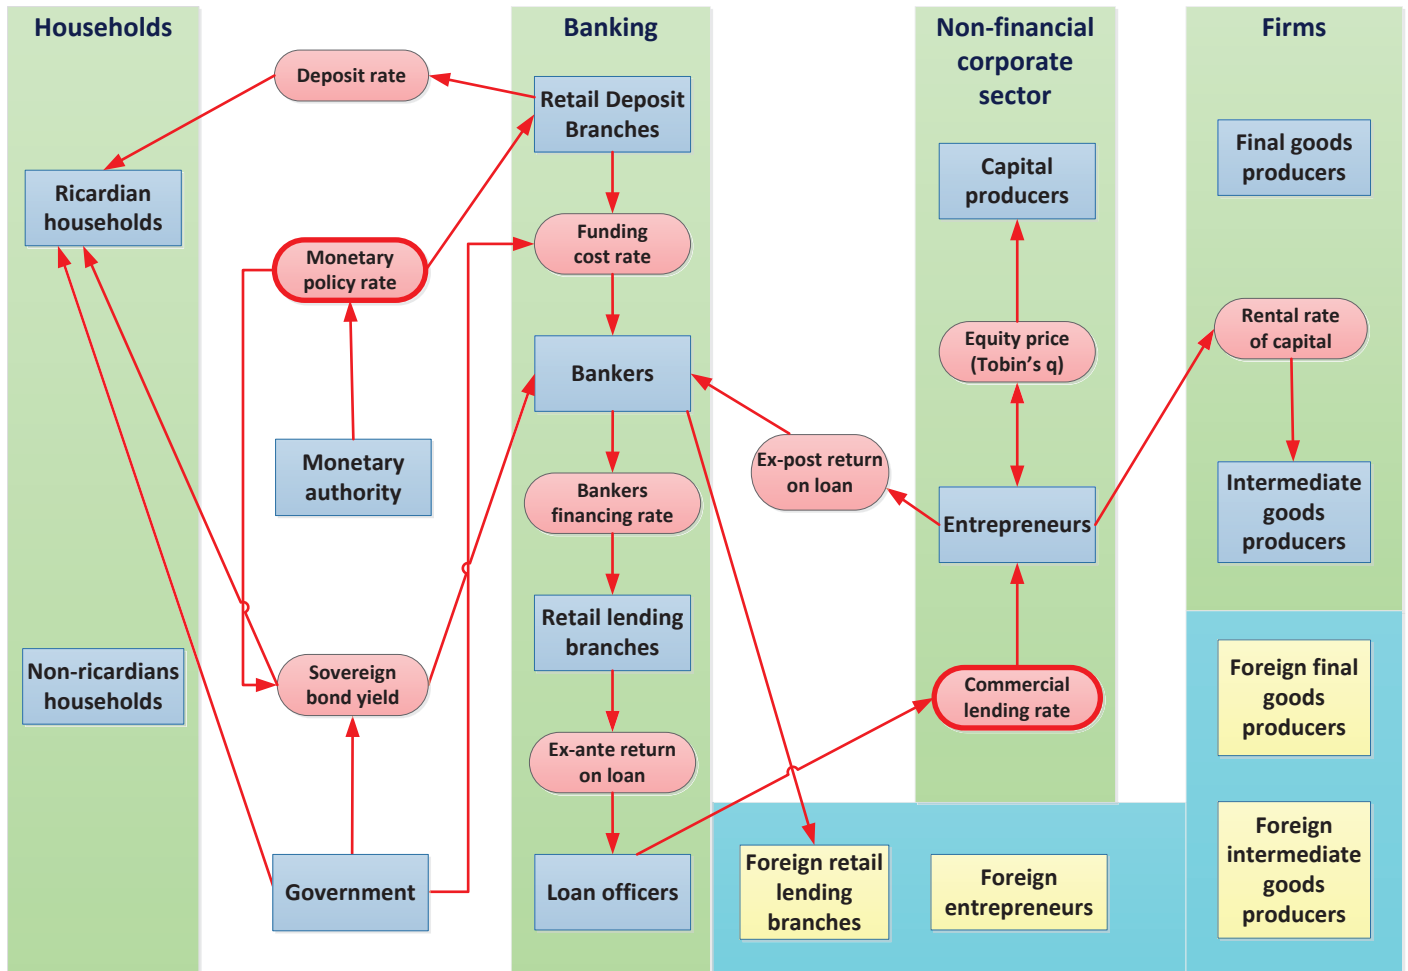 Households
Banking
Non-financial
corporate
sector
Firms
Deposit rate
Retail Deposit
Branches
Final goods
producers
Capital
producers
Ricardian
households
Funding
cost rate
Monetary
policy rate
Rental rate
of capital
Equity price
(Tobin's q)
Bankers
Ex-post return
on loan
Monetary
authority
Bankers
financing rate
Entrepreneurs
Intermediate
goods
producers
Retail lending
branches
Non-ricardians
households
Sovereign
bond yield
Commercial
lending rate
Foreign final
goods
producers
Ex-ante return
on loan
Government
Loan officers
Foreign retail
lending
branches
Foreign
entrepreneurs
Foreign
intermediate
goods
producers